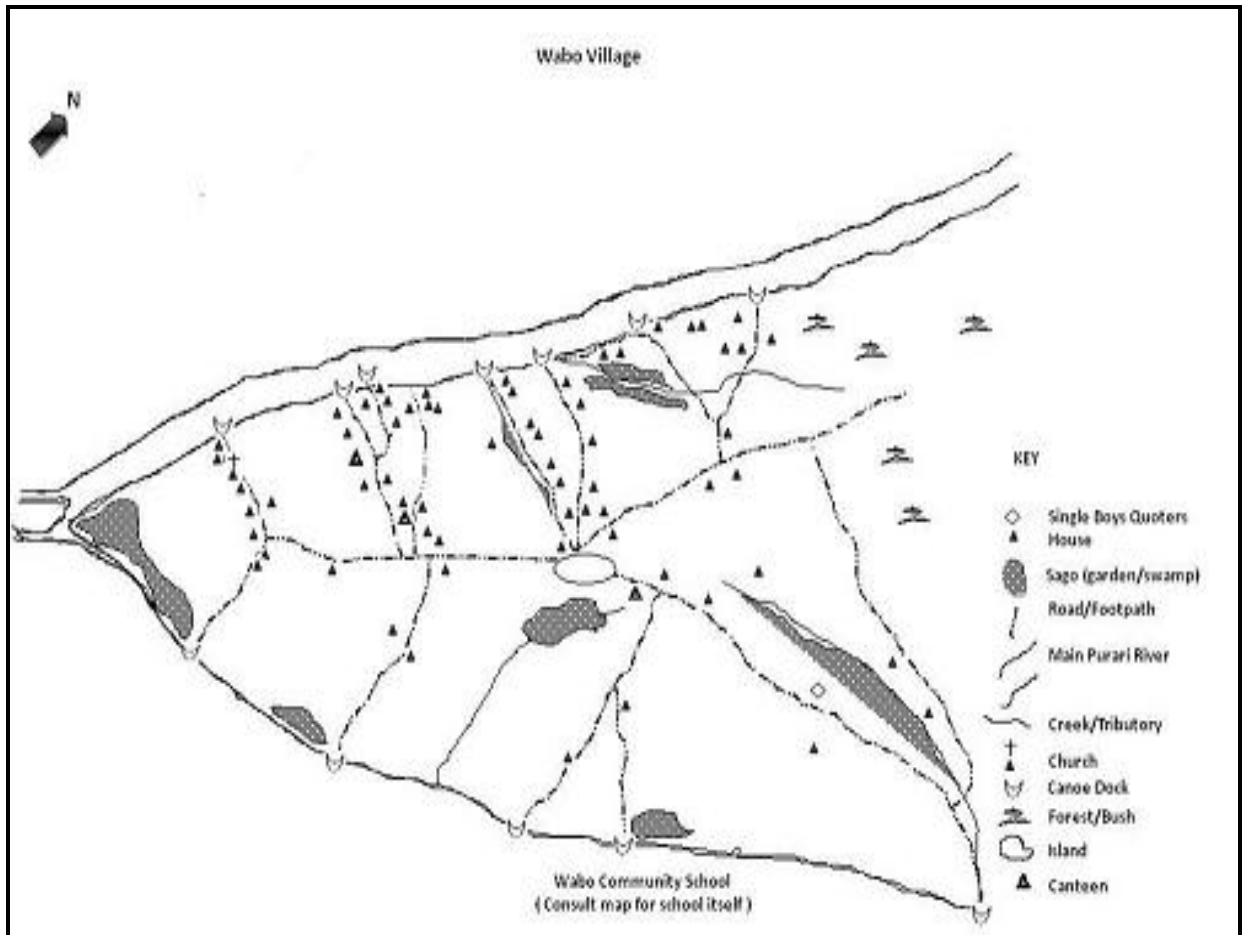 Wabo Village
N
KEY
Single Boys Quoters
House
Sago (garden/swamp)
Road/Footpath
Main Purari River
Creek/Tributory
Church
Canoe Dock
Forest/Bush
Island
Canteen
Wabo Community School
( Consult map for school itself )